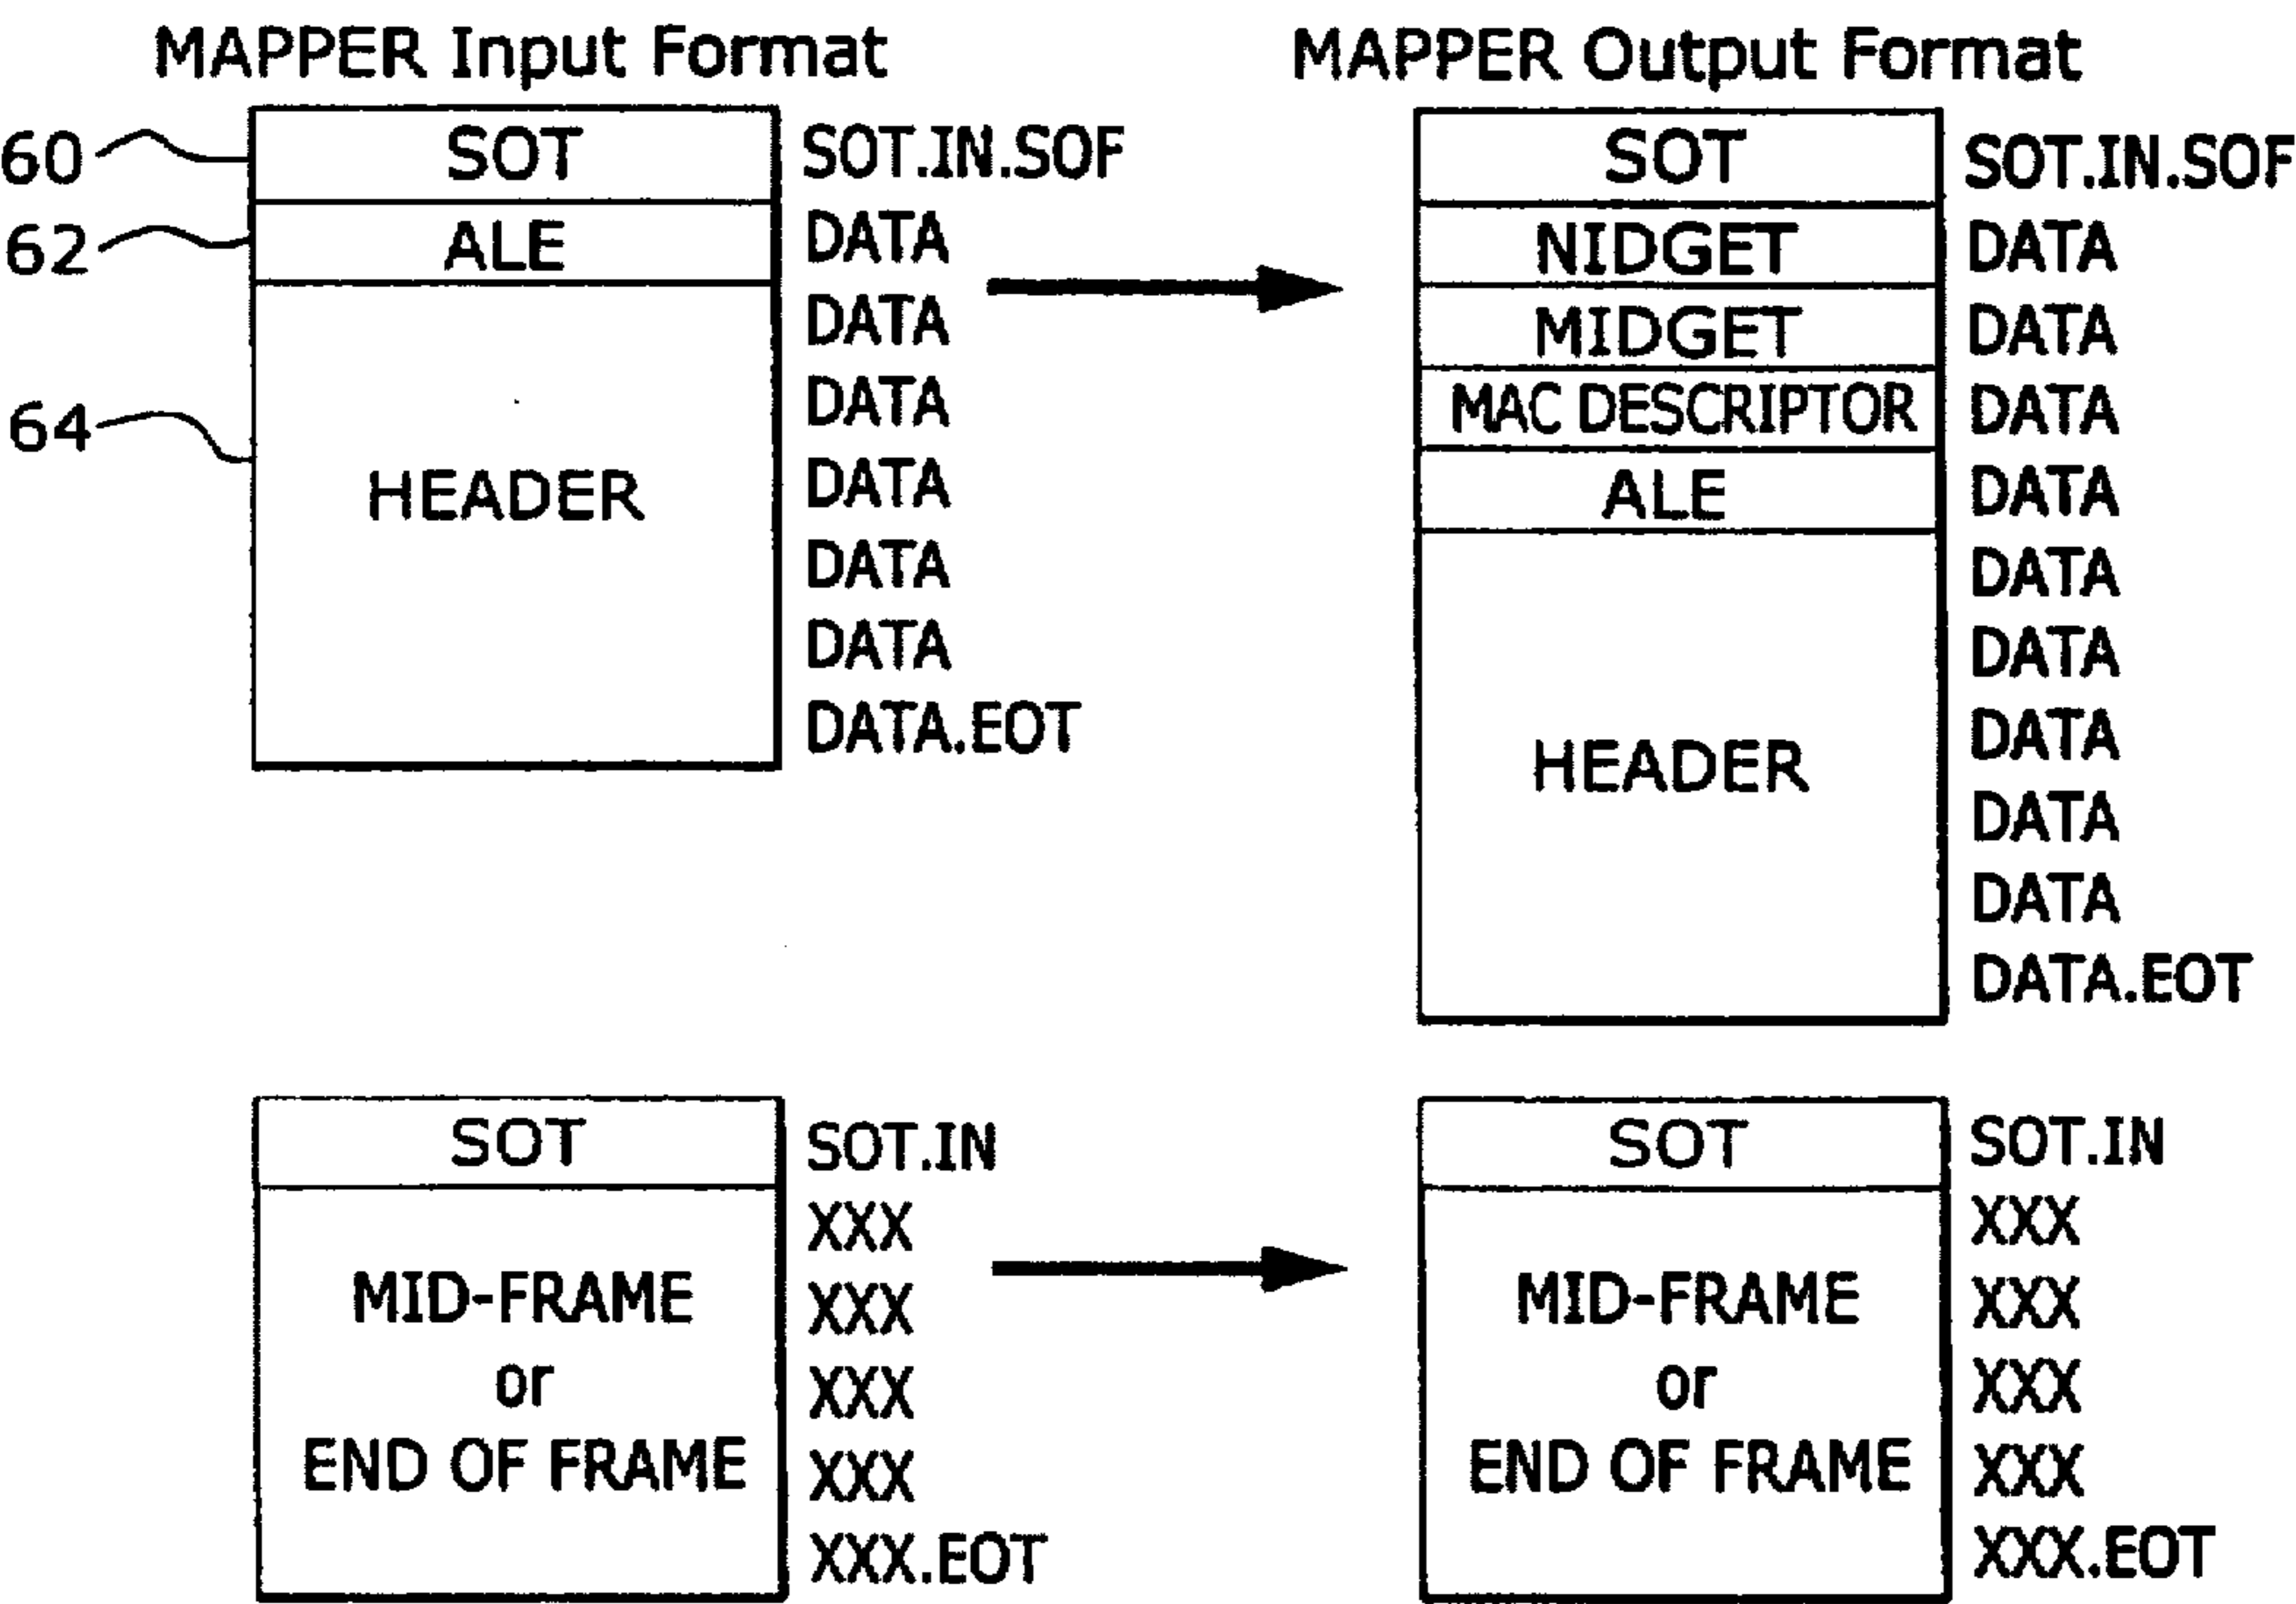 MAPPER Input Format
60
SOT
SOT.IN.SOF
62
ALE
DATA
DATA
DATA
64
HEADER
DATA
DATA
DATA
DATA.EOT
MAPPER Output Format
SOT
SOT.IN.SOF
NIDGET
DATA
MIDGET
DATA
MAC DESCRIPTOR
DATA
ALE
DATA
DATA
DATA
HEADER
DATA
DATA
DATA
DATA.EOT
SOT
SOT.IN
XXX
MID-FRAME
XXX
or
XXX
END OF FRAME
XXX
XXX.EOT
SOT
SOT.IN
XXX
MID-FRAME
XXX
or
XXX
END OF FRAME
XXX
XXX.EOT